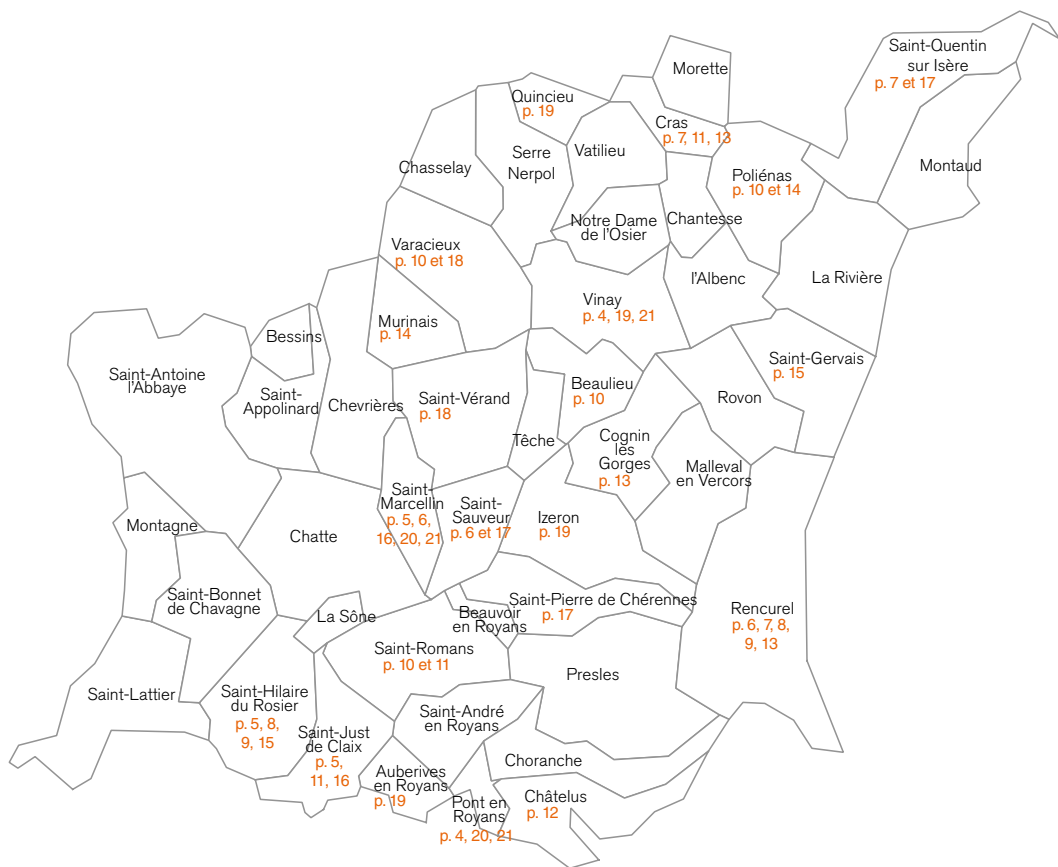 Saint-Quentin
sur Isère
p. 7 et 17
Morette
Quincieu
p. 19
Cras
p. 7, 11, 13
Montaud
Chasselay
Serre
Nerpol
Vatilieu
Poliénas
p. 10 et 14
Notre Dame
de l'Osier
Chantesse
Varacieux
p. 10 et 18
l'Albenc
La Rivière
Vinay
p. 4, 19, 21
Murinais
p. 14
Bessins
Saint-Antoine
l'Abbaye
Saint-Gervais
p. 15
Saint-
Appolinard
Chevrières
Saint-Vérand
p. 18
Beaulieu
p. 10
Rovon
Têche
Cognin
les
Gorges
p. 13
Malleval
en Vercors
Saint-
Marcellin
p. 5, 6,
16, 20, 21
Saint-
Sauveur
p. 6 et 17
Izeron
p. 19
Montagne
Chatte
Saint-Bonnet
de Chavagne
La Sône
Beauvoir
en Royans
Saint-Pierre de Chérennes
p. 17
Rencurel
p. 6, 7, 8,
9, 13
Saint-Romans
p. 10 et 11
Presles
Saint-Lattier
Saint-Hilaire
du Rosier
p. 5, 8,
9, 15
Saint-Just
de Claix
p. 5,
11, 16
Saint-André
en Royans
Choranche
Auberives
en Royans
p. 19
Pont en
Royans
p. 4, 20, 21
Châtelus
p. 12